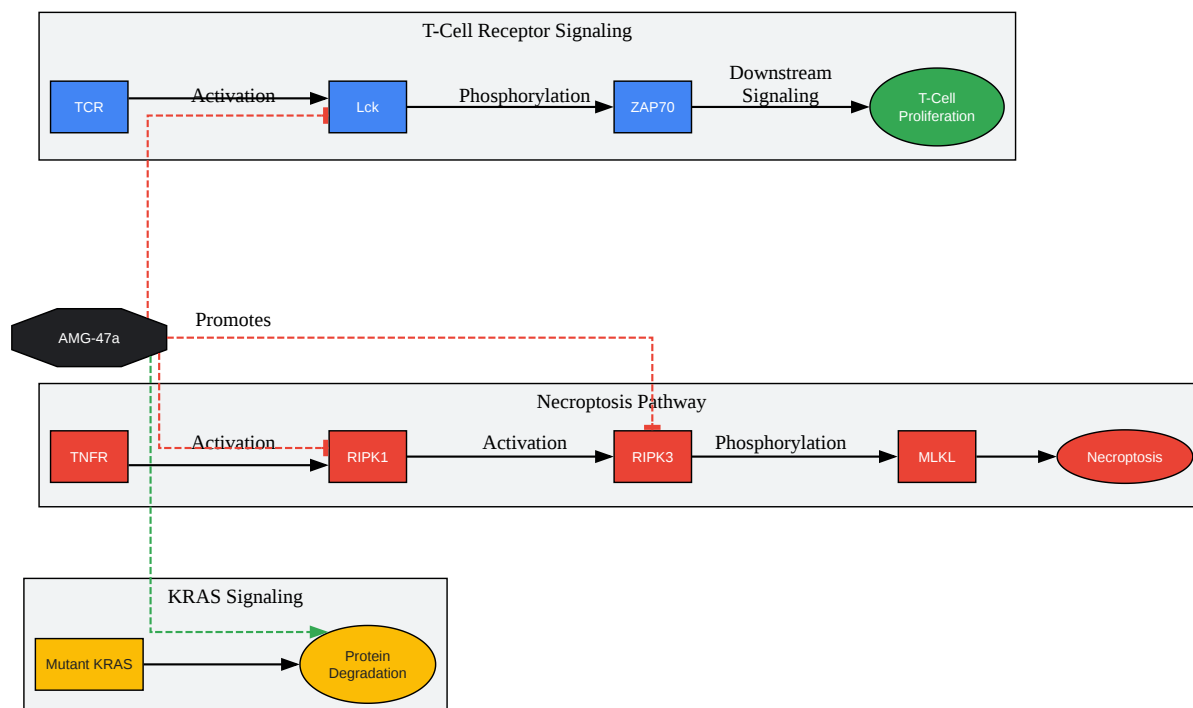 T-Cell Receptor Signaling
TCR
Activation
Lck
Phosphorylation
ZAP70
Downstream
Signaling
T-Cell
Proliferation
AMG-47a
Promotes
Necroptosis Pathway
TNFR
Activation
RIPK1
Activation
RIPK3
Phosphorylation
MLKL
Necroptosis
KRAS Signaling
Mutant KRAS
Protein
Degradation